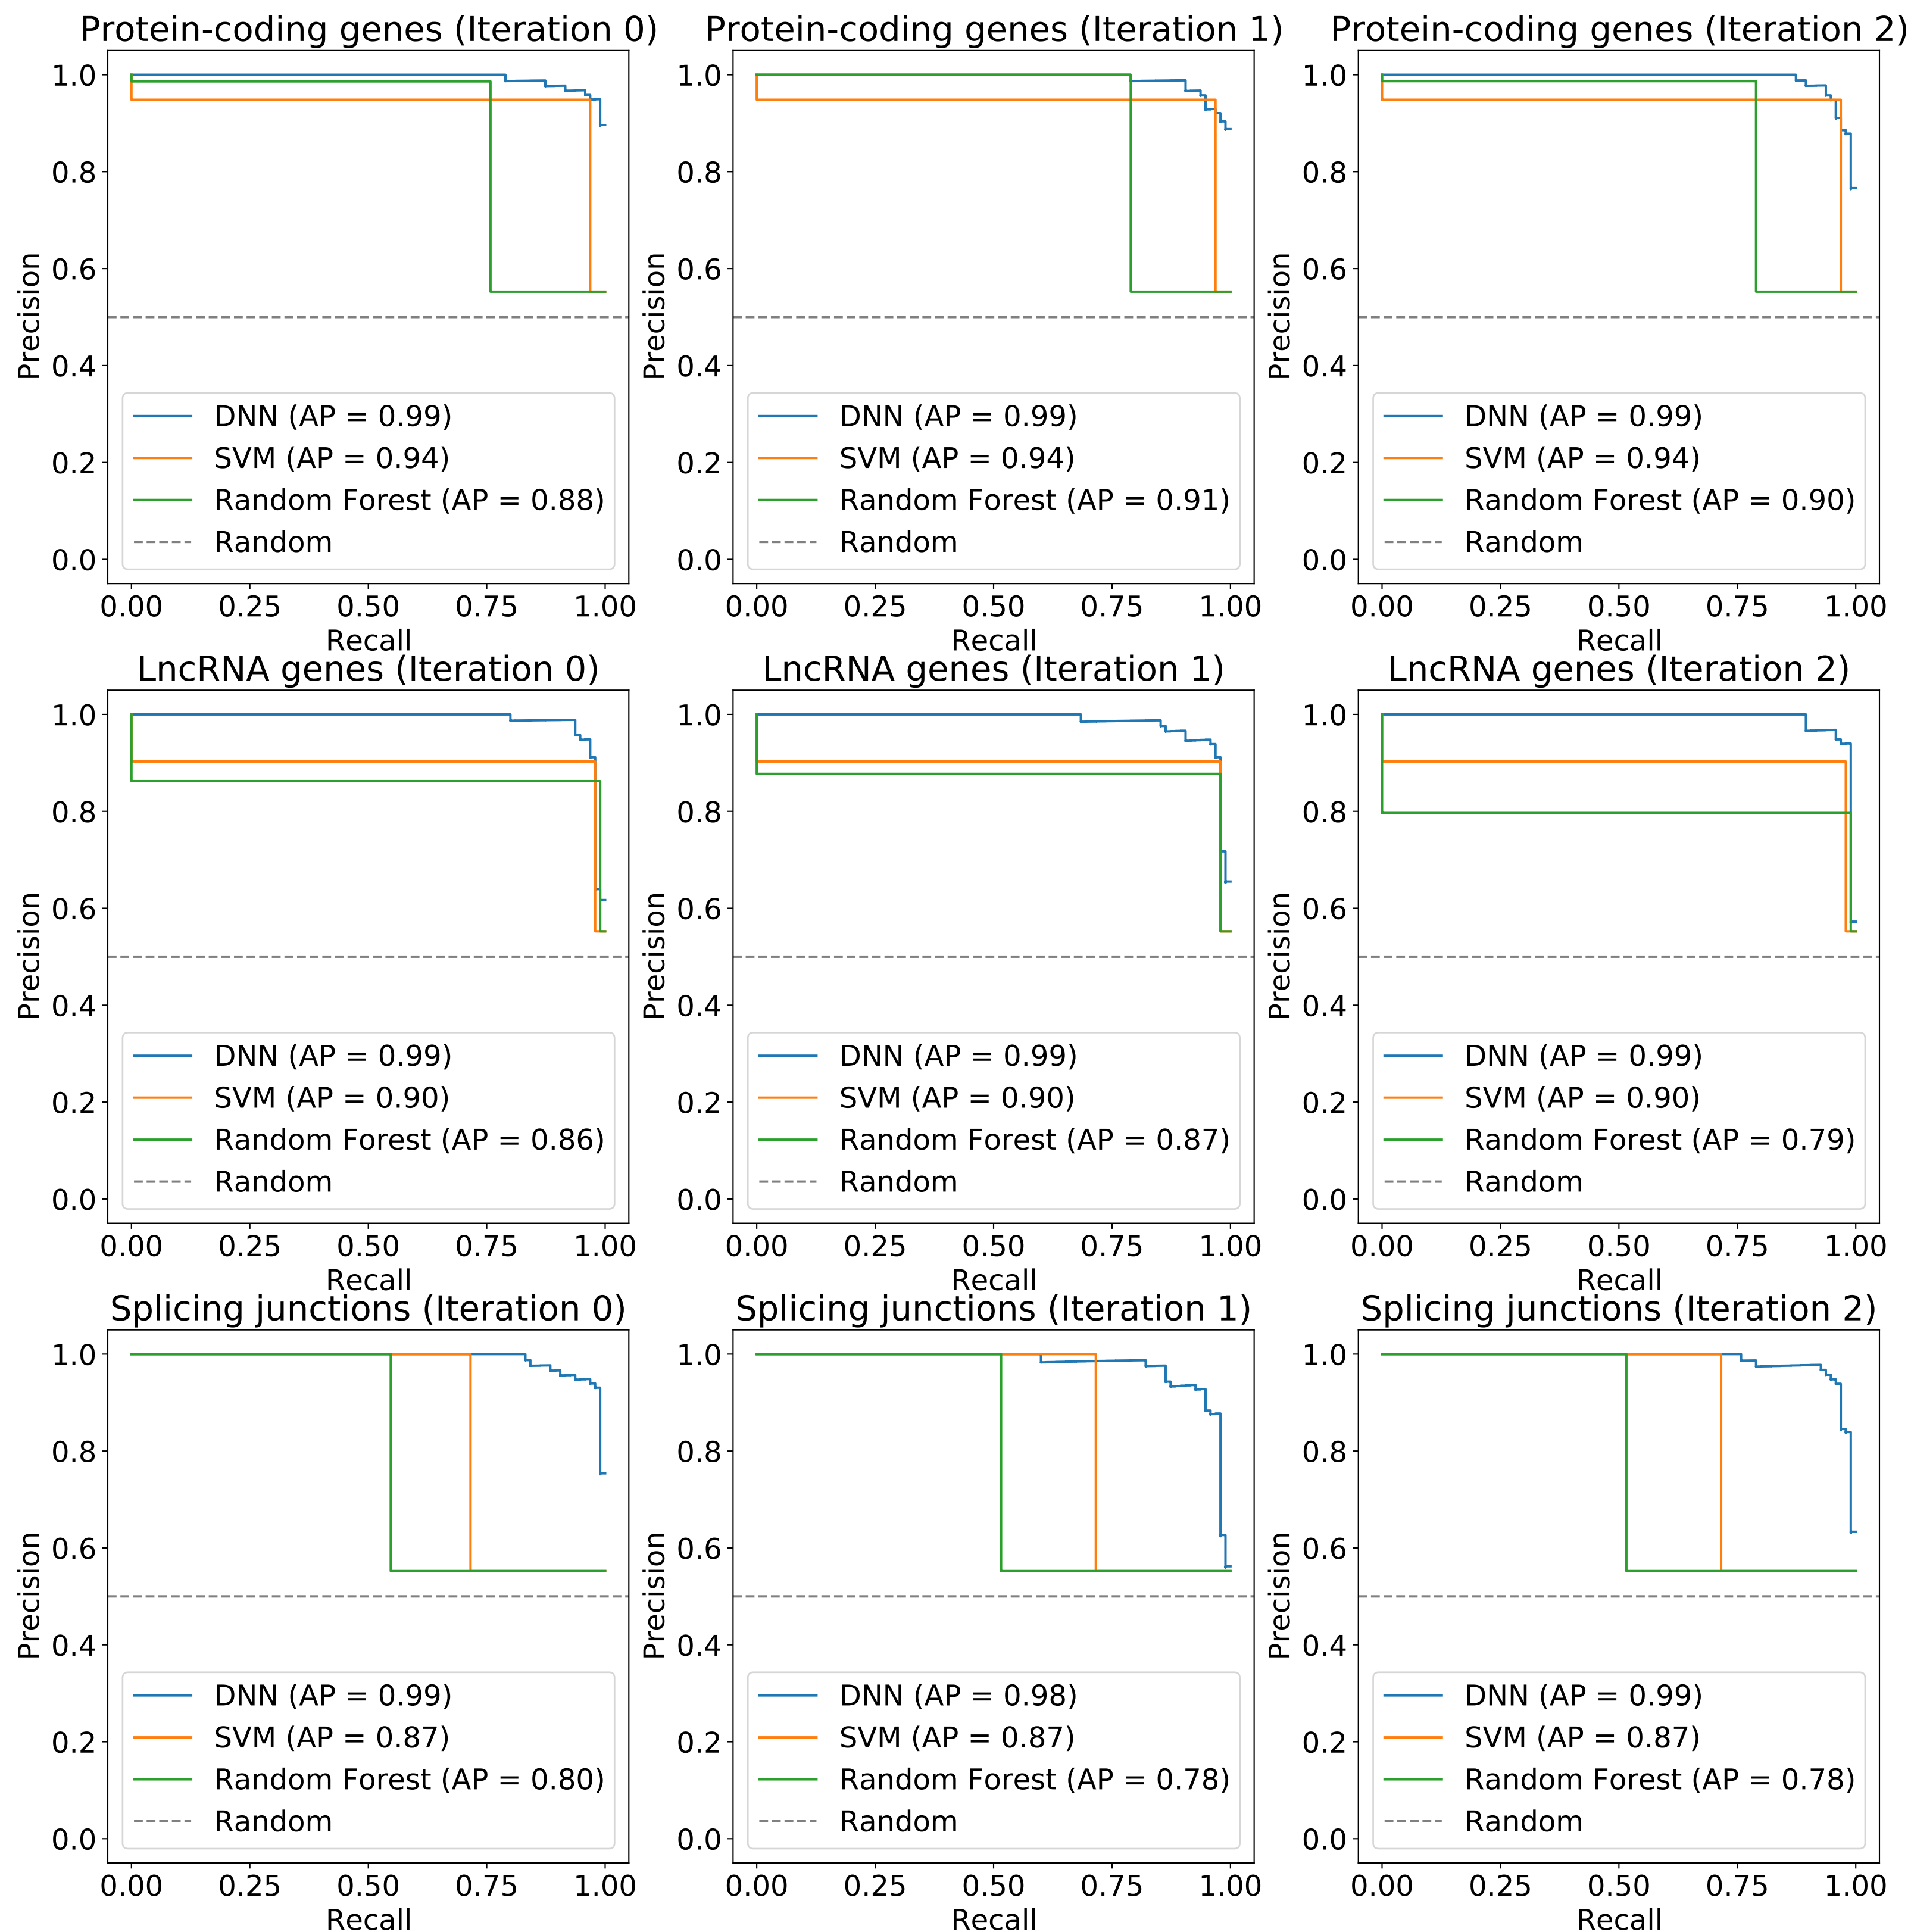 Protein-coding genes (Iteration 0)
Precision
1.0
0.8
0.6
0.4
0.2
0.0
DNN (AP = 0.99)
SVM (AP = 0.94)
Random Forest (AP = 0.88)
Random
0.00 0.25 0.50 0.75 1.00
Recall
Protein-coding genes (Iteration 1)
Precision
1.0
0.8
0.6
0.4
0.2
0.0
DNN (AP = 0.99)
SVM (AP = 0.94)
Random Forest (AP = 0.91)
Random
0.00 0.25 0.50 0.75 1.00
Recall
Protein-coding genes (Iteration 2)
Precision
1.0
0.8
0.6
0.4
0.2
0.0
DNN (AP = 0.99)
SVM (AP = 0.94)
Random Forest (AP = 0.90)
Random
0.00 0.25 0.50 0.75 1.00
Recall
LncRNA genes (Iteration 0)
Precision
1.0
0.8
0.6
0.4
0.2
0.0
DNN (AP = 0.99)
SVM (AP = 0.90)
Random Forest (AP = 0.86)
Random
0.00 0.25 0.50 0.75 1.00
Recall
LncRNA genes (Iteration 1)
Precision
1.0
0.8
0.6
0.4
0.2
0.0
DNN (AP = 0.99)
SVM (AP = 0.90)
Random Forest (AP = 0.87)
Random
0.00 0.25 0.50 0.75 1.00
Recall
LncRNA genes (Iteration 2)
Precision
1.0
0.8
0.6
0.4
0.2
0.0
DNN (AP = 0.99)
SVM (AP = 0.90)
Random Forest (AP = 0.79)
Random
0.00 0.25 0.50 0.75 1.00
Recall
Splicing junctions (Iteration 0)
Precision
1.0
0.8
0.6
0.4
0.2
0.0
DNN (AP = 0.99)
SVM (AP = 0.87)
Random Forest (AP = 0.80)
Random
0.00 0.25 0.50 0.75 1.00
Recall
Splicing junctions (Iteration 1)
Precision
1.0
0.8
0.6
0.4
0.2
0.0
DNN (AP = 0.98)
SVM (AP = 0.87)
Random Forest (AP = 0.78)
Random
0.00 0.25 0.50 0.75 1.00
Recall
Splicing junctions (Iteration 2)
Precision
1.0
0.8
0.6
0.4
0.2
0.0
DNN (AP = 0.99)
SVM (AP = 0.87)
Random Forest (AP = 0.78)
Random
0.00 0.25 0.50 0.75 1.00
Recall